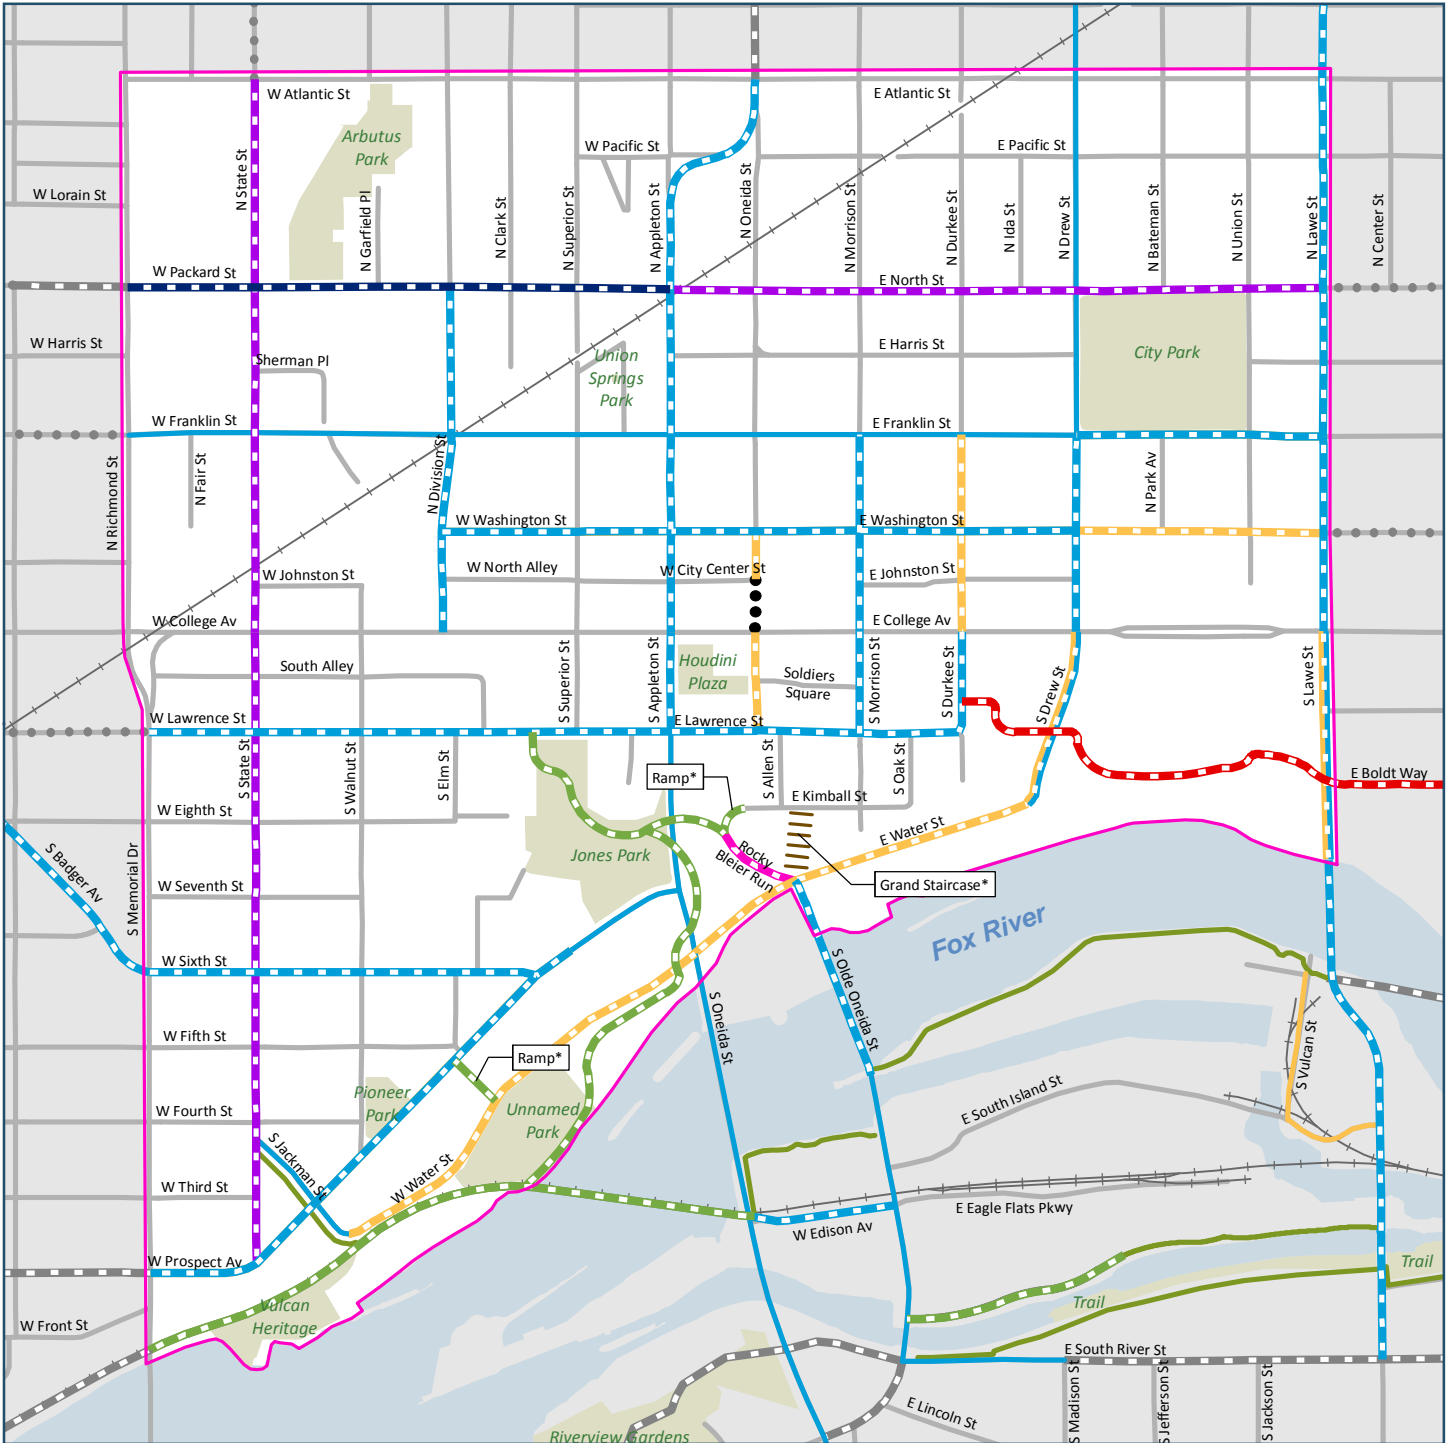 W Atlantic St
E Atlantic St
Arbutus
Park
W Pacific St
E Pacific St
N State St
W Lorain St
N Garfield Pl
N Clark St
N Superior St
N Appleton St
N Oneida St
N Morrison St
N Durkee St
N Ida St
N Drew St
N Bateman St
N Union St
N Lawe St
N Center St
W Packard St
E North St
W Harris St
Sherman Pl
Union
Springs
Park
E Harris St
City Park
W Franklin St
E Franklin St
N Richmond St
N Fair St
N Division St
N Park Av
W Washington St
E Washington St
W North Alley
W City Center St
E Johnston St
W Johnston St
W College Av
E College Av
South Alley
S Superior St
S Appleton St
Houdini
Plaza
Soldiers
Square
S Morrison St
S Durkee St
S Drew St
S Lawe St
W Lawrence St
E Lawrence St
S State St
S Walnut St
S Elm St
Ramp*
S Allen St
S Oak St
E Boldt Way
W Eighth St
E Kimball St
S Badger Av
S Memorial Dr
Jones Park
Rocky
Bleier Run
E Water St
Grand Staircase*
W Seventh St
Fox River
W Sixth St
S Oneida St
S Olde Oneida St
W Fifth St
Ramp*
S Vulcan St
Pioneer
Park
Unnamed
Park
E South Island St
W Fourth St
S Jackman St
W Third St
W Water St
E Eagle Flats Pkwy
W Edison Av
W Prospect Av
Trail
Trail
Vulcan
Heritage
W Front St
E South River St
S Madison St
S Jefferson St
S Jackson St
E Lincoln St
Riverview Gardens